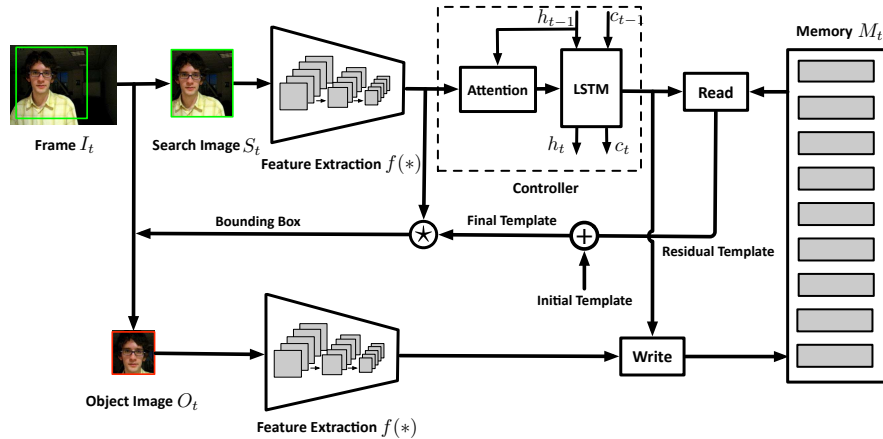 $h_{t-1}$ $c_{t-1}$
Memory $M_t$
Attention
LSTM
Read
Frame $I_t$
Search Image $S_t$
Feature Extraction $f(*)$
$h_t$ $c_t$
Controller
Bounding Box
Final Template
Residual Template
Initial Template
Write
Object Image $O_t$
Feature Extraction $f(*)$